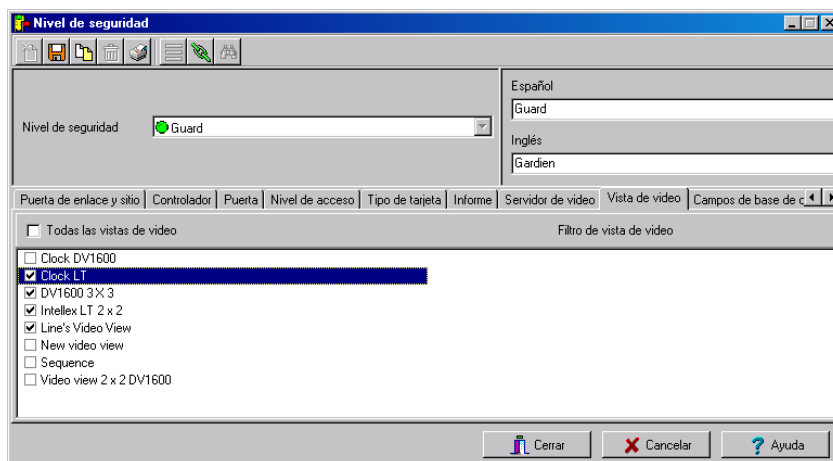 Nivel de seguridad
Español
Guard
Nivel de seguridad
Guard
Inglés
Gardien
Puerta de enlace y sitio Controlador Puerta Nivel de acceso Tipo de tarjeta Informe Servidor de video Vista de video Campos de base de
Todas las vistas de video Filtro de vista de video
Clock DV1600
Clock LT
DV1600 3 X 3
Intellex LT 2 x 2
Line's Video View
New video view
Sequence
Video view 2 x 2 DV1600
Cerrar Cancelar Ayuda